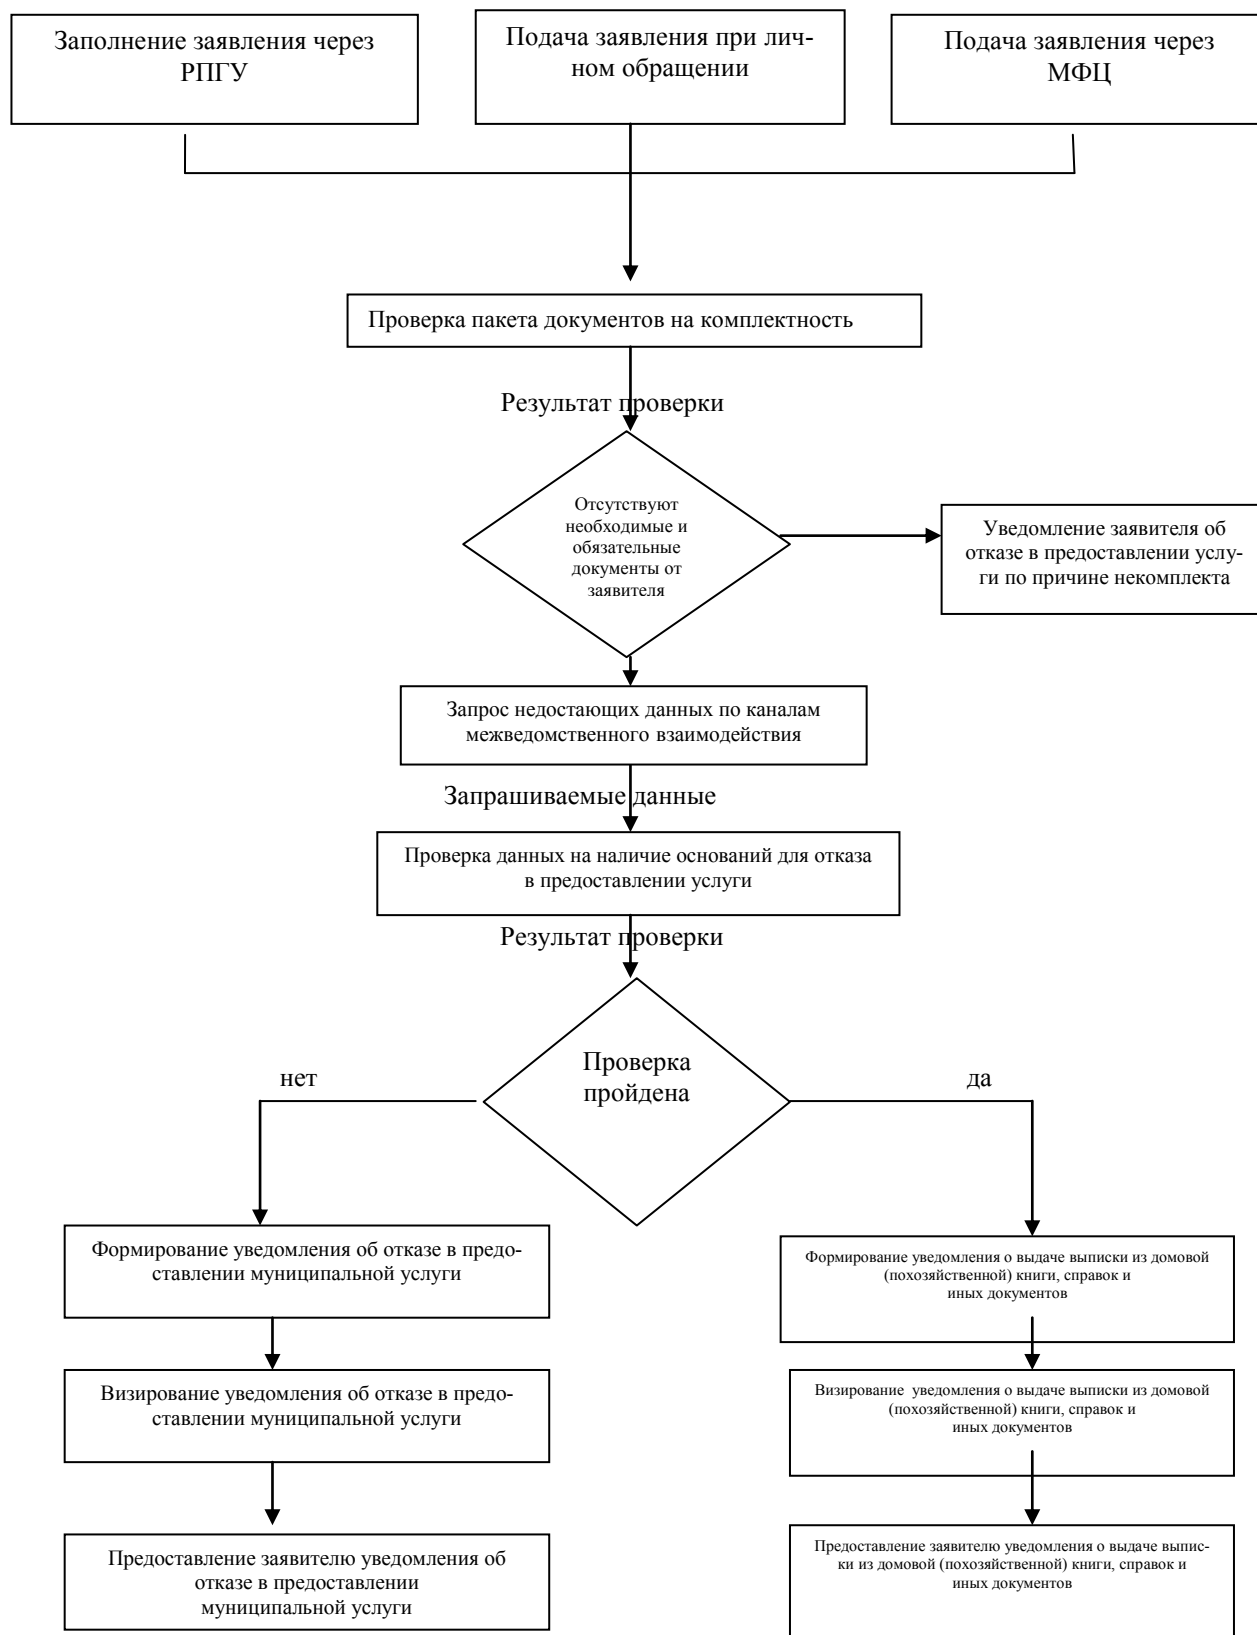 Заполнение заявления через
РПГУ
Подача заявления при лич-
ном обращении
Подача заявления через
МФЦ
Проверка пакета документов на комплектность
Результат проверки
Отсутствуют
необходимые и
обязательные
документы от
заявителя
Уведомление заявителя об
отказе в предоставлении услу-
ги по причине некомплекта
Запрос недостающих данных по каналам
межведомственного взаимодействия
Запрашиваемые данные
Проверка данных на наличие оснований для отказа
в предоставлении услуги
Результат проверки
Проверка
пройдена
нет
да
Формирование уведомления об отказе в предо-
ставлении муниципальной услуги
Формирование уведомления о выдаче выписки из домовой
(похозяйственной) книги, справок и
иных документов
Визирование уведомления об отказе в предо-
ставлении муниципальной услуги
Визирование уведомления о выдаче выписки из домовой
(похозяйственной) книги, справок и
иных документов
Предоставление заявителю уведомления об
отказе в предоставлении
муниципальной услуги
Предоставление заявителю уведомления о выдаче выпис-
ки из домовой (похозяйственной) книги, справок и
иных документов